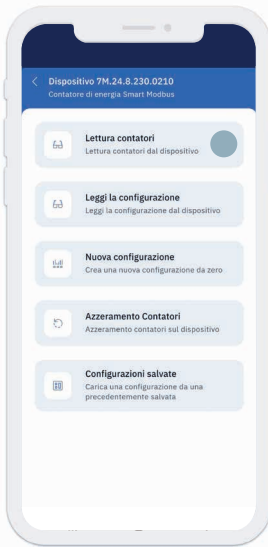 Dispositivo 7M.24.8.230.0210
Contatore di energia Smart Modbus
Lettura contatori
Lettura contatori dal dispositivo
Leggi la configurazione
Leggi la configurazione dal dispositivo
Nuova configurazione
Crea una nuova configurazione da zero
Azzeramento Contatori
Azzeramento contatori sul dispositivo
Configurazioni salvate
Carica una configurazione da una
precedentemente salvata